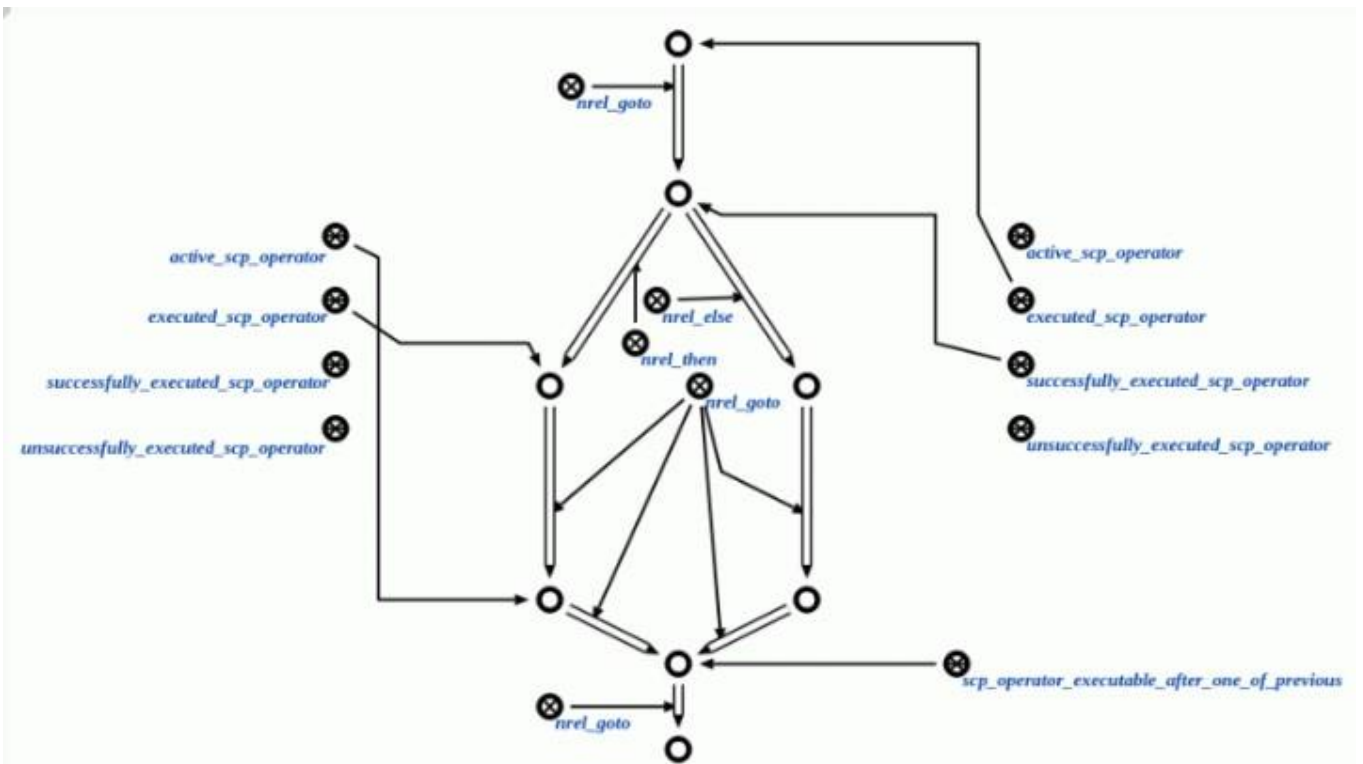 nrel_goto
active_scp_operator
active_scp_operator
nrel_else
executed_scp_operator
executed_scp_operator
nrel_then
successfully_executed_scp_operator
successfully_executed_scp_operator
nrel_goto
unsuccessfully_executed_scp_operator
unsuccessfully_executed_scp_operator
scp_operator_executable_after_one_of_previous
nrel_goto